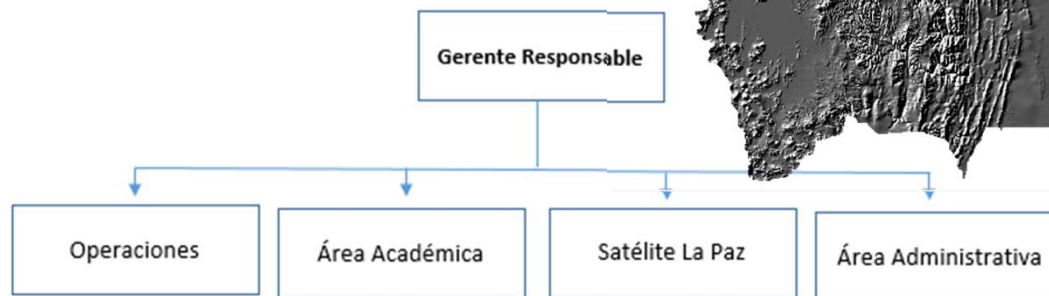 Gerente Responsable
Operaciones
Área Académica
Satélite La Paz
Área Administrativa